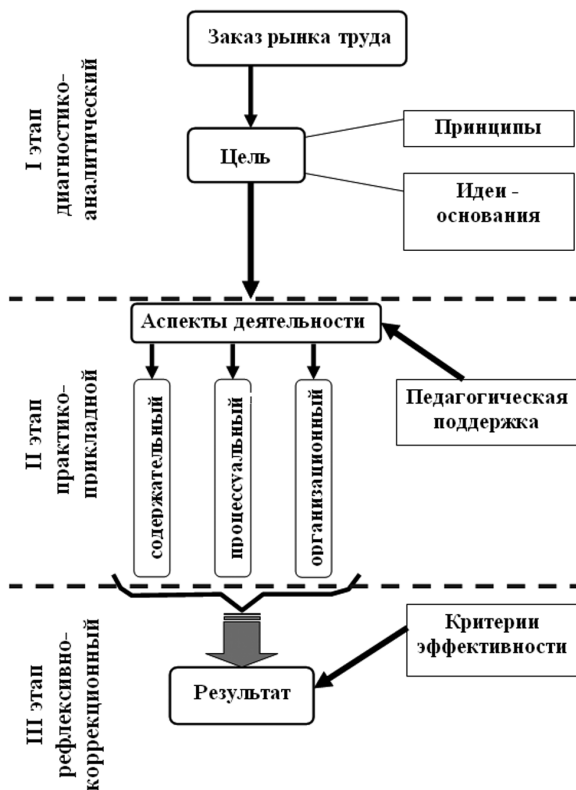 Заказ рынка труда
I этап
диагностико-
аналитический
Цель
Принципы
Идеи -
основания
Аспекты деятельности
II этап
практико-
прикладной
содержательный
процессуальный
организационный
Педагогическая
поддержка
III этап
рефлексивно-
коррекционный
Критерии
эффективности
Результат